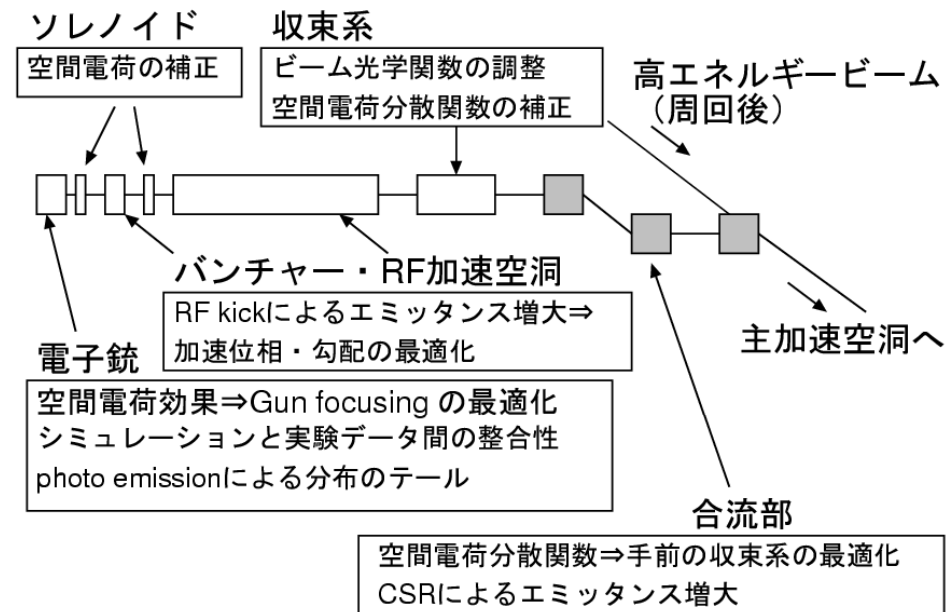 ソレノイド
空間電荷の補正
収束系
ビーム光学関数の調整
空間電荷分散関数の補正
高エネルギービーム
（周回後）
バンチャー・RF加速空洞
RF kickによるエミッタンス増大⇒
加速位相・勾配の最適化
主加速空洞へ
電子銃
空間電荷効果⇒Gun focusing の最適化
シミュレーションと実験データ間の整合性
photo emissionによる分布のテール
合流部
空間電荷分散関数⇒手前の収束系の最適化
CSRによるエミッタンス増大